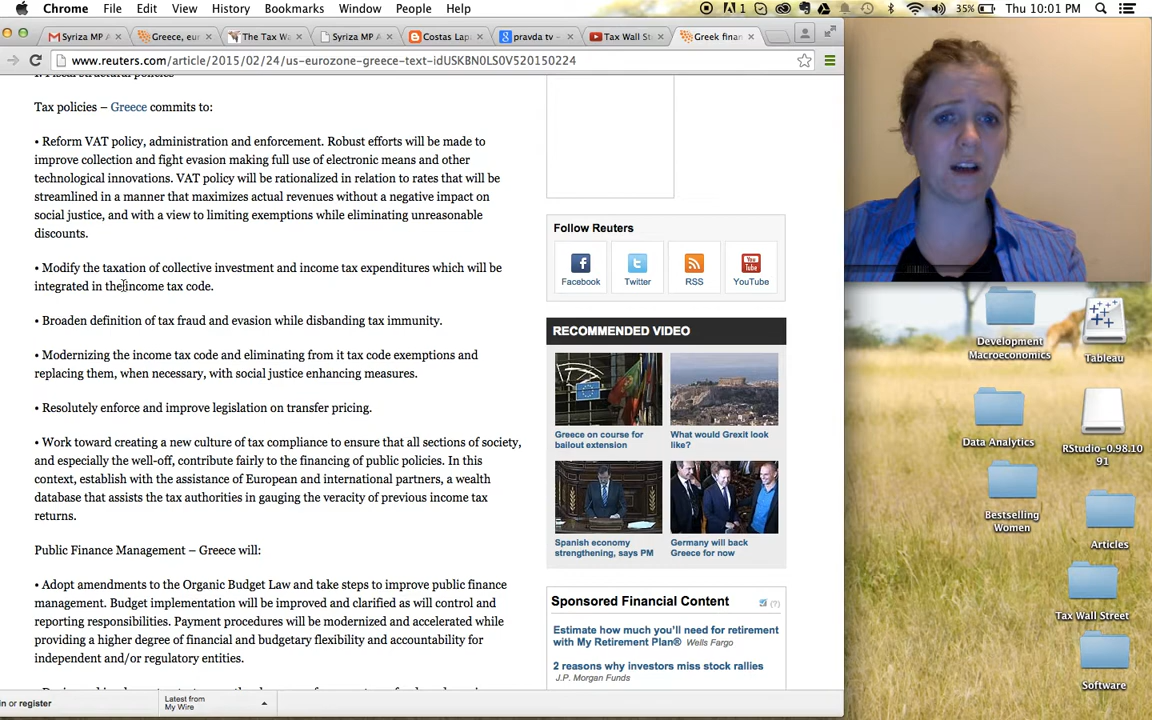 Chrome File Edit View History Bookmarks Window People Help
1 35% Thu 10:01 PM
Syriza MP A
Greece, eur
The Tax Wa
Syriza MP A
Costas Lap
pravda tv -
Tax Wall St
Greek finan
www.reuters.com/article/2015/02/24/us-eurozone-greece-text-idUSKBN0LS0V520150224
Tax policies – Greece commits to:
• Reform VAT policy, administration and enforcement. Robust efforts will be made to
improve collection and fight evasion making full use of electronic means and other
technological innovations. VAT policy will be rationalized in relation to rates that will be
streamlined in a manner that maximizes actual revenues without a negative impact on
social justice, and with a view to limiting exemptions while eliminating unreasonable
discounts.
• Modify the taxation of collective investment and income tax expenditures which will be
integrated in the income tax code.
• Broaden definition of tax fraud and evasion while disbanding tax immunity.
• Modernizing the income tax code and eliminating from it tax code exemptions and
replacing them, when necessary, with social justice enhancing measures.
• Resolutely enforce and improve legislation on transfer pricing.
• Work toward creating a new culture of tax compliance to ensure that all sections of society,
and especially the well-off, contribute fairly to the financing of public policies. In this
context, establish with the assistance of European and international partners, a wealth
database that assists the tax authorities in gauging the veracity of previous income tax
returns.
Public Finance Management – Greece will:
• Adopt amendments to the Organic Budget Law and take steps to improve public finance
management. Budget implementation will be improved and clarified as will control and
reporting responsibilities. Payment procedures will be modernized and accelerated while
providing a higher degree of financial and budgetary flexibility and accountability for
independent and/or regulatory entities.
Follow Reuters
Facebook Twitter RSS YouTube
RECOMMENDED VIDEO
Greece on course for
bailout extension
What would Grexit look
like?
Spanish economy
strengthening, says PM
Germany will back
Greece for now
Sponsored Financial Content (?)
Estimate how much you'll need for retirement
with My Retirement Plan® Wells Fargo
2 reasons why investors miss stock rallies
J.P. Morgan Funds
in or register
Latest from
My Wire
Development
Macroeconomics
Tableau
Data Analytics
RStudio-0.98.10
91
Bestselling
Women
Articles
Tax Wall Street
Software